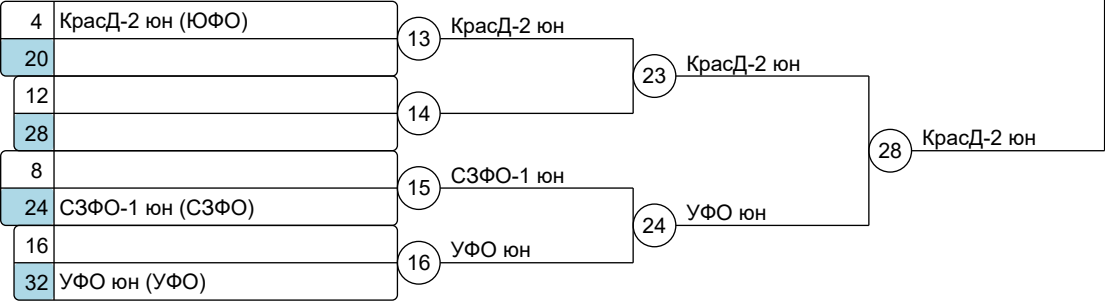 4 КрасД-2 юн (ЮФО)
20
12
28
8
24 СЗФО-1 юн (СЗФО)
16
32 УФО юн (УФО)
13 КрасД-2 юн
14
15 СЗФО-1 юн
16 УФО юн
23 КрасД-2 юн
24 УФО юн
28 КрасД-2 юн